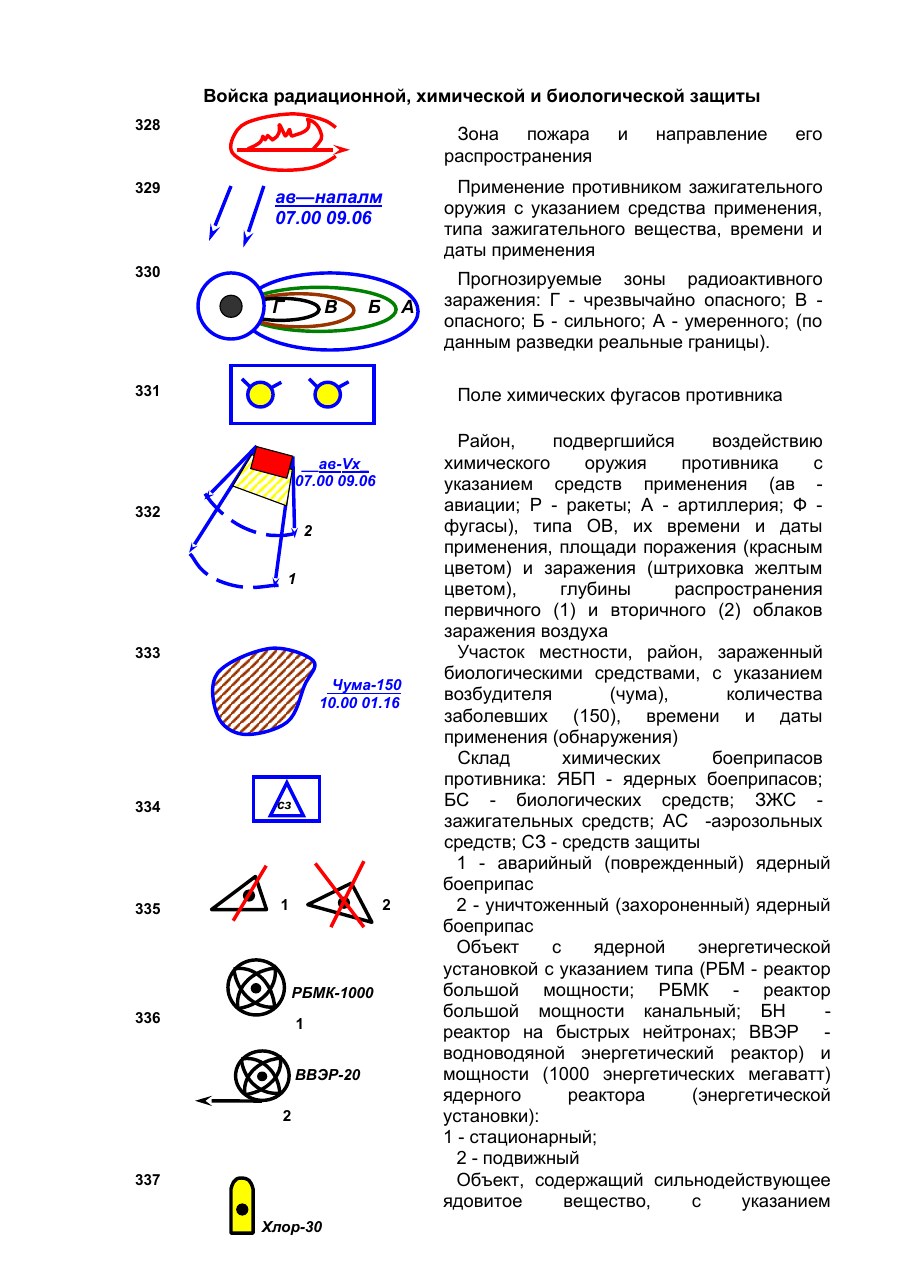 Войска радиационной, химической и биологической защиты
328
Зона пожара и направление его
распространения
329
ав—напалм
07.00 09.06
Применение противником зажигательного
оружия с указанием средства применения,
типа зажигательного вещества, времени и
даты применения
330
Г В Б А
Прогнозируемые зоны радиоактивного
заражения: Г - чрезвычайно опасного; В -
опасного; Б - сильного; А - умеренного; (по
данным разведки реальные границы).
331
Поле химических фугасов противника
332
ав-Vx
07.00 09.06
2
1
Район, подвергшийся воздействию
химического оружия противника с
указанием средств применения (ав -
авиации; Р - ракеты; А - артиллерия; Ф -
фугасы), типа ОВ, их времени и даты
применения, площади поражения (красным
цветом) и заражения (штриховка желтым
цветом), глубины распространения
первичного (1) и вторичного (2) облаков
заражения воздуха
333
Чума-150
10.00 01.16
Участок местности, район, зараженный
биологическими средствами, с указанием
возбудителя (чума), количества
заболевших (150), времени и даты
применения (обнаружения)
334
СЗ
Склад химических боеприпасов
противника: ЯБП - ядерных боеприпасов;
БС - биологических средств; ЗЖС -
зажигательных средств; АС -аэрозольных
средств; СЗ - средств защиты
335
1
2
1 - аварийный (поврежденный) ядерный
боеприпас
2 - уничтоженный (захороненный) ядерный
боеприпас
336
РБМК-1000
1
ВВЭР-20
2
Объект с ядерной энергетической
установкой с указанием типа (РБМ - реактор
большой мощности; РБМК - реактор
большой мощности канальный; БН -
реактор на быстрых нейтронах; ВВЭР -
водноводяной энергетический реактор) и
мощности (1000 энергетических мегаватт)
ядерного реактора (энергетической
установки):
1 - стационарный;
2 - подвижный
337
Хлор-30
Объект, содержащий сильнодействующее
ядовитое вещество, с указанием